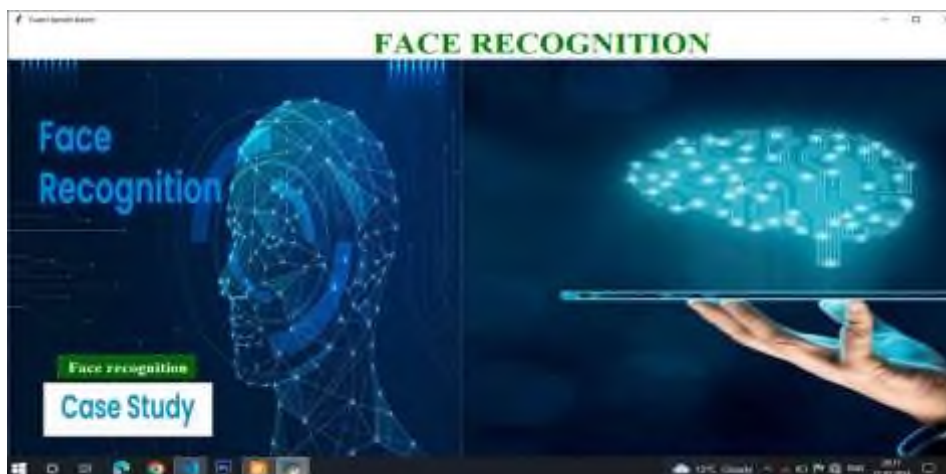 FACE RECOGNITION
Face
Recognition
Face recognition
Case Study